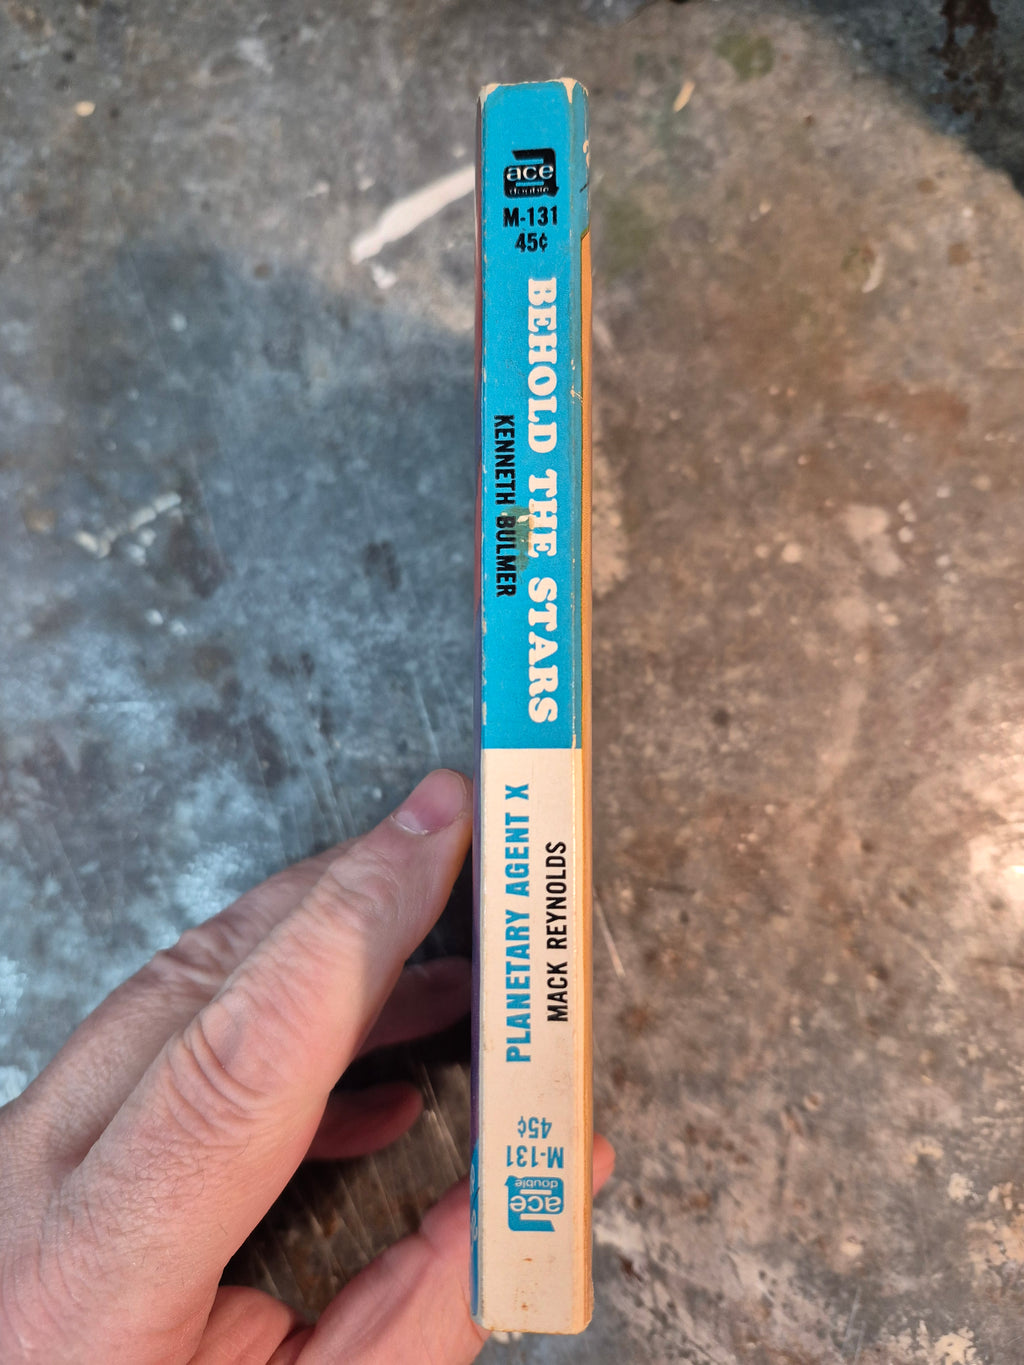 ace
double
M-131
45¢
BEHOLD THE STARS
KENNETH BULMER
PLANETARY AGENT X
MACK REYNOLDS
45¢
M-131
ace
double